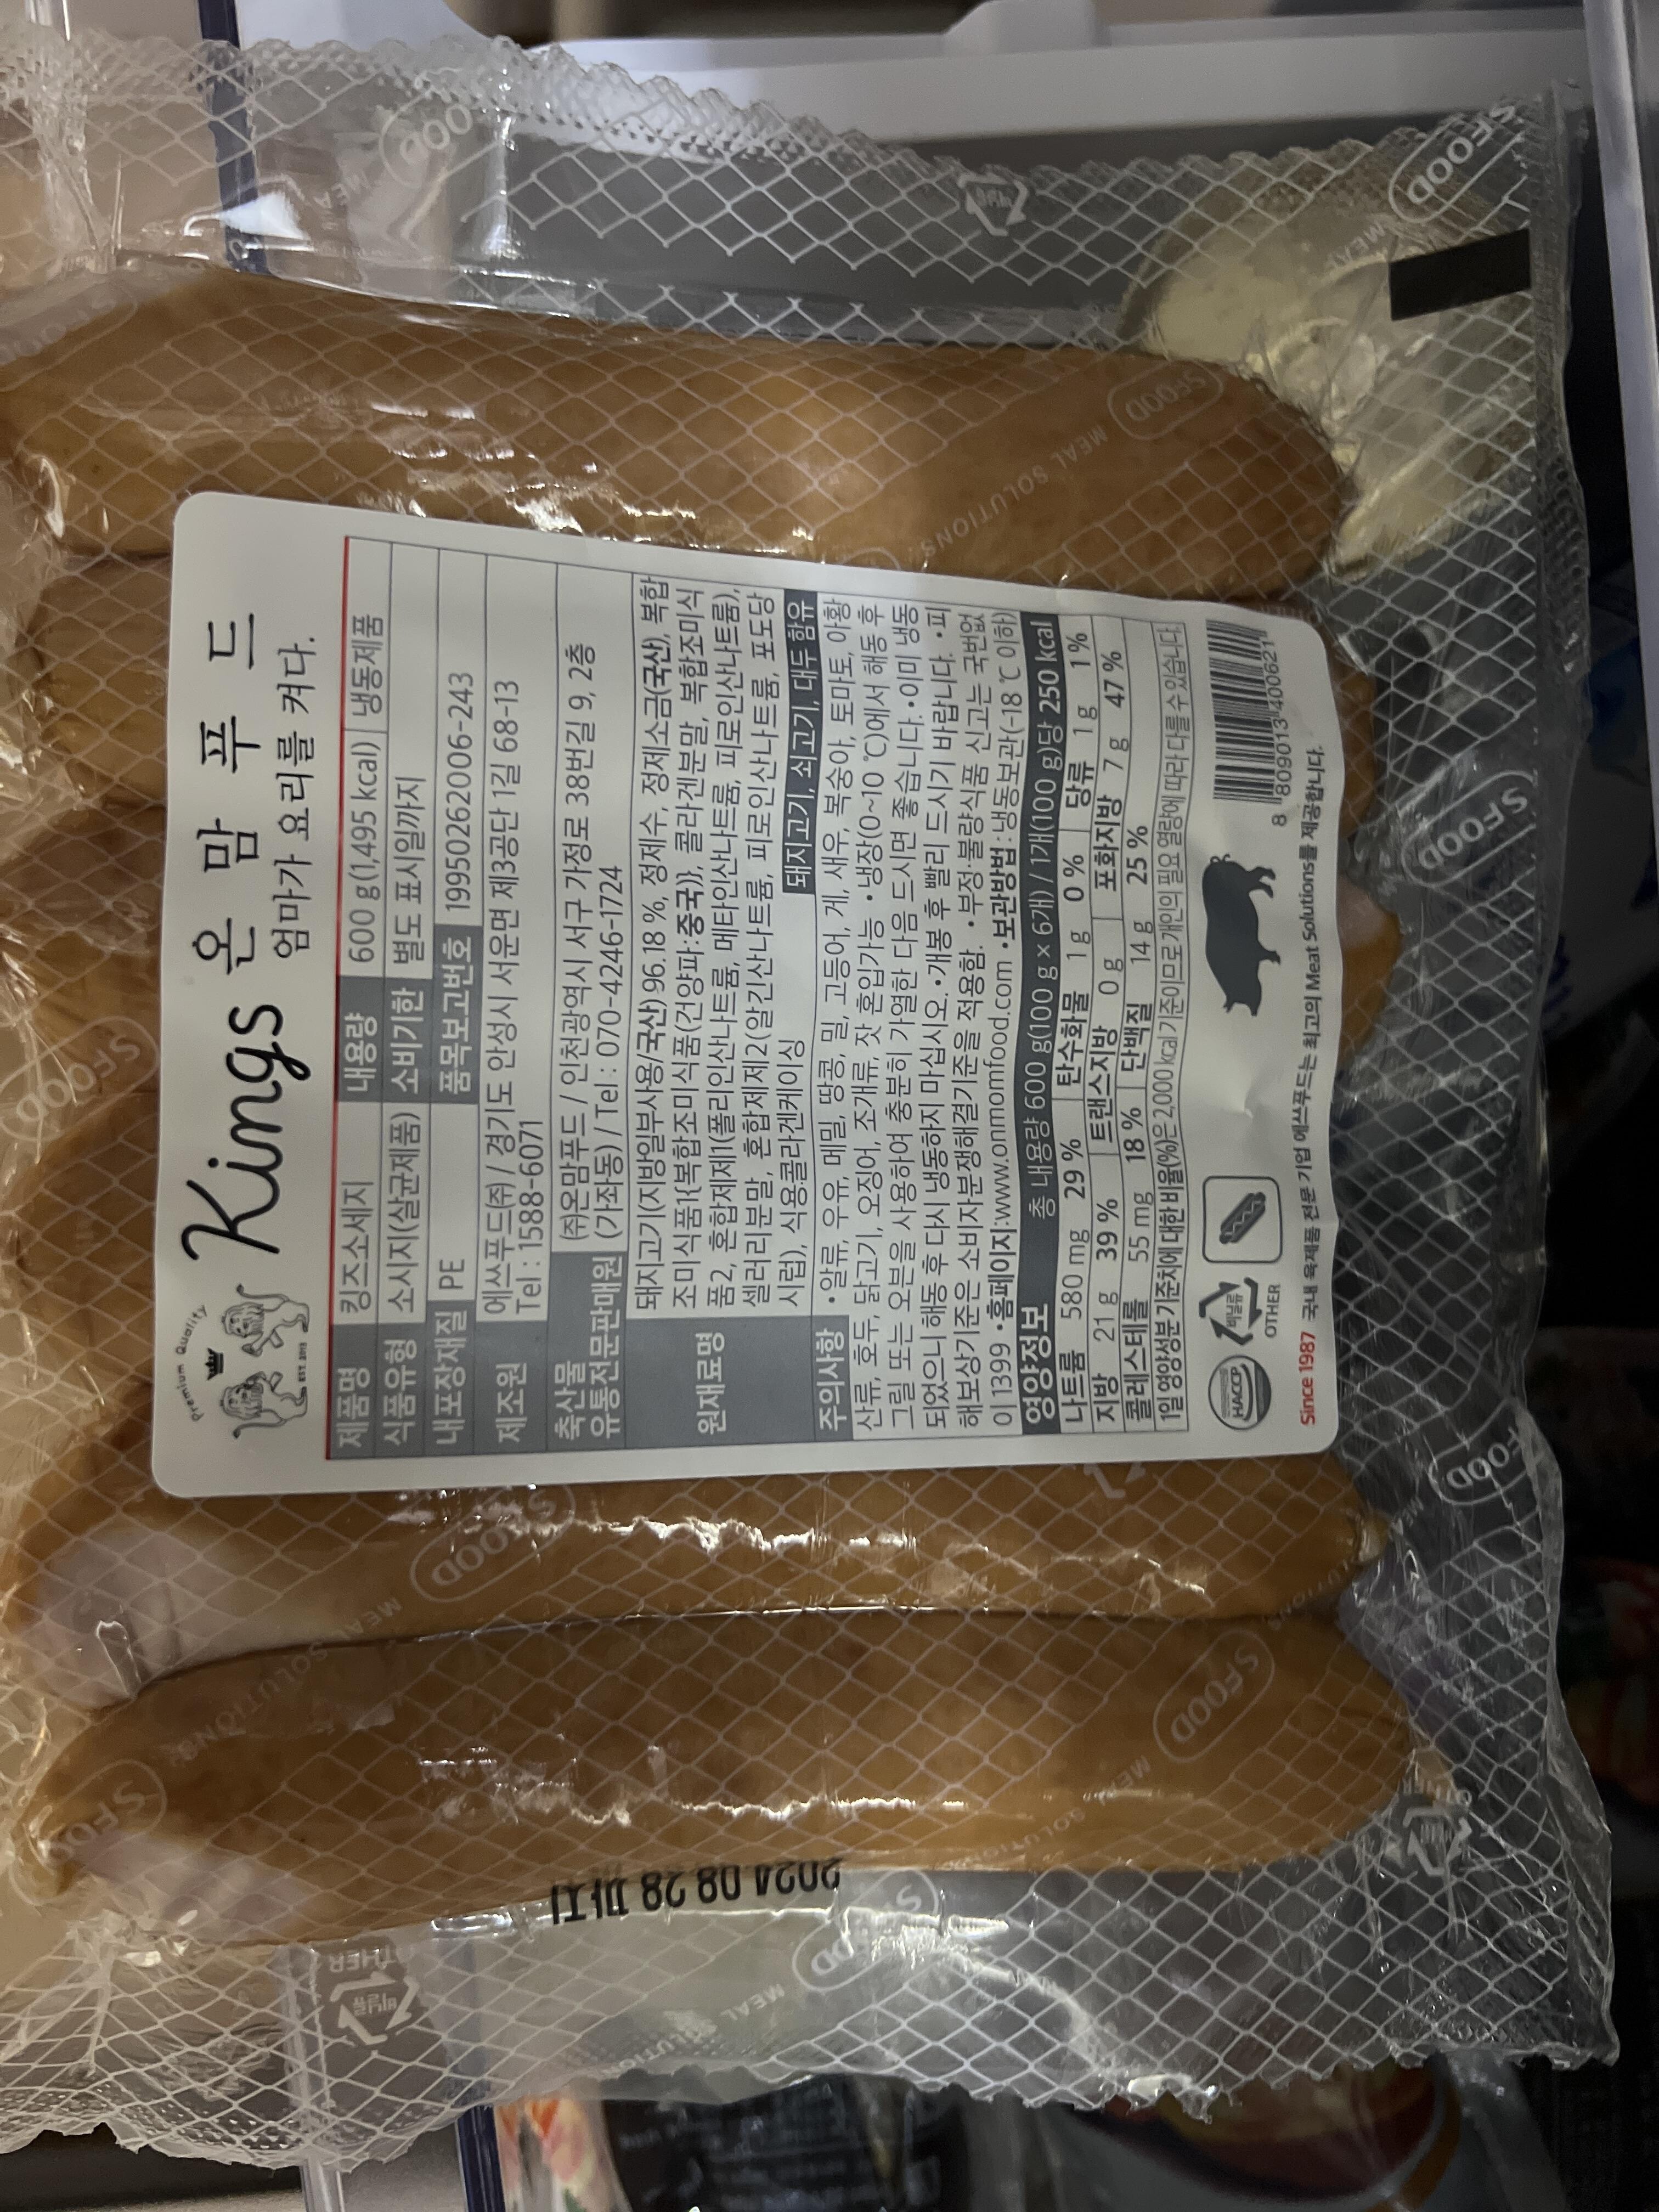 Premium Quality
EST. 2013
Kings 온 맘 푸 드
엄마가 요리를 켜다.
제품명 킹즈소세지 내용량 600 g(1,495 kcal) 냉동제품
식품유형 소시지(살균제품) 소비기한 별도 표시일까지
내포장재질 PE 품목보고번호 19950262006-243
제조원 에쓰푸드(주) / 경기도 안성시 서운면 제3공단 1길 68-13
Tel : 1588-6071
축산물
유통전문판매원
(주)온맘푸드 / 인천광역시 서구 가정로 38번길 9, 2층
(가좌동) / Tel : 070-4246-1724
원재료명
돼지고기(지방일부사용/국산) 96.18 %, 정제수, 정제소금(국산), 복합
조미식품1{복합조미식품(건양파:중국)}, 콜라겐분말, 복합조미식
품2, 혼합제제1(폴리인산나트륨, 메타인산나트륨, 피로인산나트륨),
셀러리분말, 혼합제제2(알긴산나트륨, 피로인산나트륨, 포도당
시럽), 식용콜라겐케이싱 돼지고기, 쇠고기, 대두 함유
주의사항 •알류, 우유, 메밀, 땅콩, 밀, 고등어, 게, 새우, 복숭아, 토마토, 아황
산류, 호두, 닭고기, 오징어, 조개류, 잣 혼입가능 •냉장(0~10 ℃)에서 해동 후
그릴 또는 오븐을 사용하여 충분히 가열한 다음 드시면 좋습니다. •이미 냉동
되었으니 해동 후 다시 냉동하지 마십시오. •개봉 후 빨리 드시기 바랍니다. •피
해보상기준은 소비자분쟁해결기준을 적용함. •부정·불량식품 신고는 국번없
이 1399 •홈페이지:www.onmomfood.com •보관방법:냉동보관(-18 ℃ 이하)
영양정보 총 내용량 600 g(100 g × 6개) / 1개(100 g)당 250 kcal
나트륨 580 mg 29 % 탄수화물 1 g 0 % 당류 1 g 1 %
지방 21 g 39 % 트랜스지방 0 g 포화지방 7 g 47 %
콜레스테롤 55 mg 18 % 단백질 14 g 25 %
1일 영양성분 기준치에 대한 비율(%)은 2,000 kcal 기준이므로 개인의 필요 열량에 따라 다를 수 있습니다.
HACCP
비닐류
OTHER
8 809013 400621
Since 1987 국내 육제품 전문 기업 에쓰푸드는 최고의 Meat Solutions를 제공합니다.
2024.08.28 까지
SFOOD
MEAL SOLUTIONS
SFOOD
SFOOD
SFOOD
MEAL SOLUTIONS
SFOOD